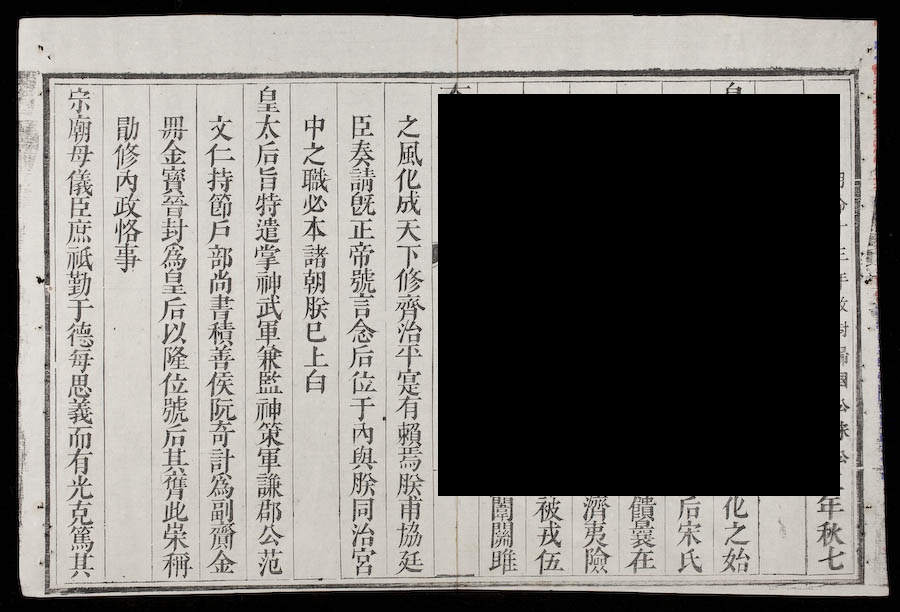 年秋七
化之始
后宋氏
饋曩在
濟夷險
被戎伍
闈關雎
之風化成天下修齊治平寔有賴焉朕甫協廷
臣奏請旣正帝號言念后位于內與朕同治宮
中之職必本諸朝朕已上白
皇太后旨特遣掌神武軍兼監神策軍謙郡公范
文仁持節戶部尚書積善侯阮奇計爲副齎金
冊金寶晉封爲皇后以隆位號后其膺此榮稱
勖修內政恪事
宗廟母儀臣庶祗勤于德每思義而有光克篤其